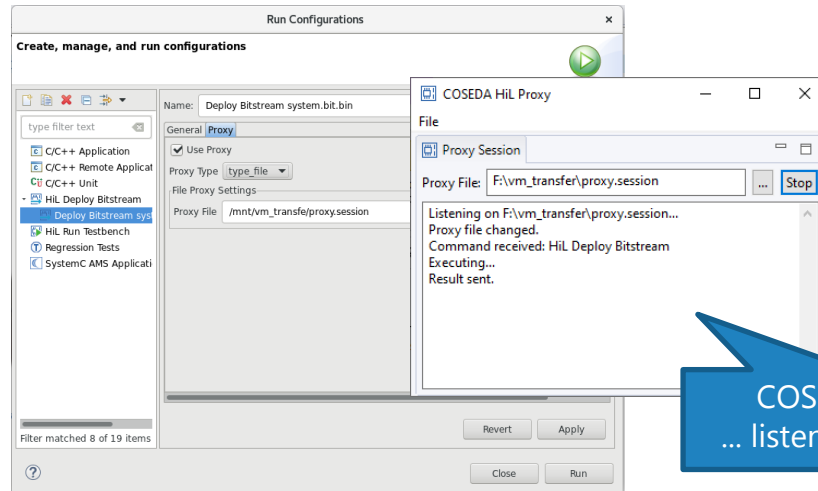 Run Configurations
Create, manage, and run configurations
type filter text
C/C++ Application
C/C++ Remote Applicat
C/C++ Unit
HiL Deploy Bitstream
Deploy Bitstream syst
HiL Run Testbench
Regression Tests
SystemC AMS Applicati
Filter matched 8 of 19 items
Name: Deploy Bitstream system.bit.bin
General Proxy
Use Proxy
Proxy Type type_file
File Proxy Settings
Proxy File /mnt/vm_transfe/proxy.session
Revert Apply
Close Run
COSEDA HiL Proxy
File
Proxy Session
Proxy File: F:\vm_transfer\proxy.session ... Stop
Listening on F:\vm_transfer\proxy.session...
Proxy file changed.
Command received: HiL Deploy Bitstream
Executing...
Result sent.
COS
... listen